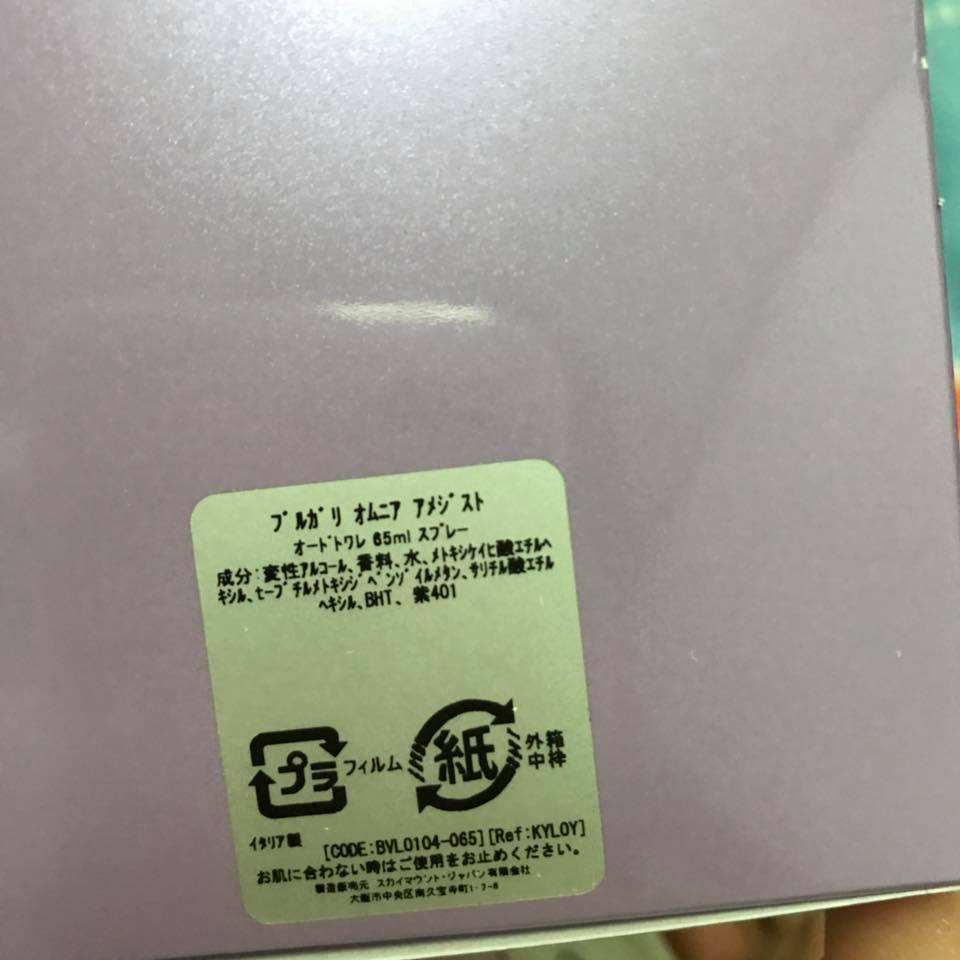 ブルガリ オムニア アメジスト
オードトワレ 65ml スプレー
成分:変性アルコール、香料、水、メトキシケイヒ酸エチルヘ
キシル、t-ブチルメトキシジベンゾイルメタン、サリチル酸エチル
ヘキシル、BHT、紫401
プラ
フィルム
紙
外箱
中枠
イタリア製
[CODE:BVL0104-065][Ref:KYLOY]
お肌に合わない時はご使用をお止めください。
製造販売元 スカイマウント・ジャパン有限会社
大阪市中央区南久宝寺町1-7-8